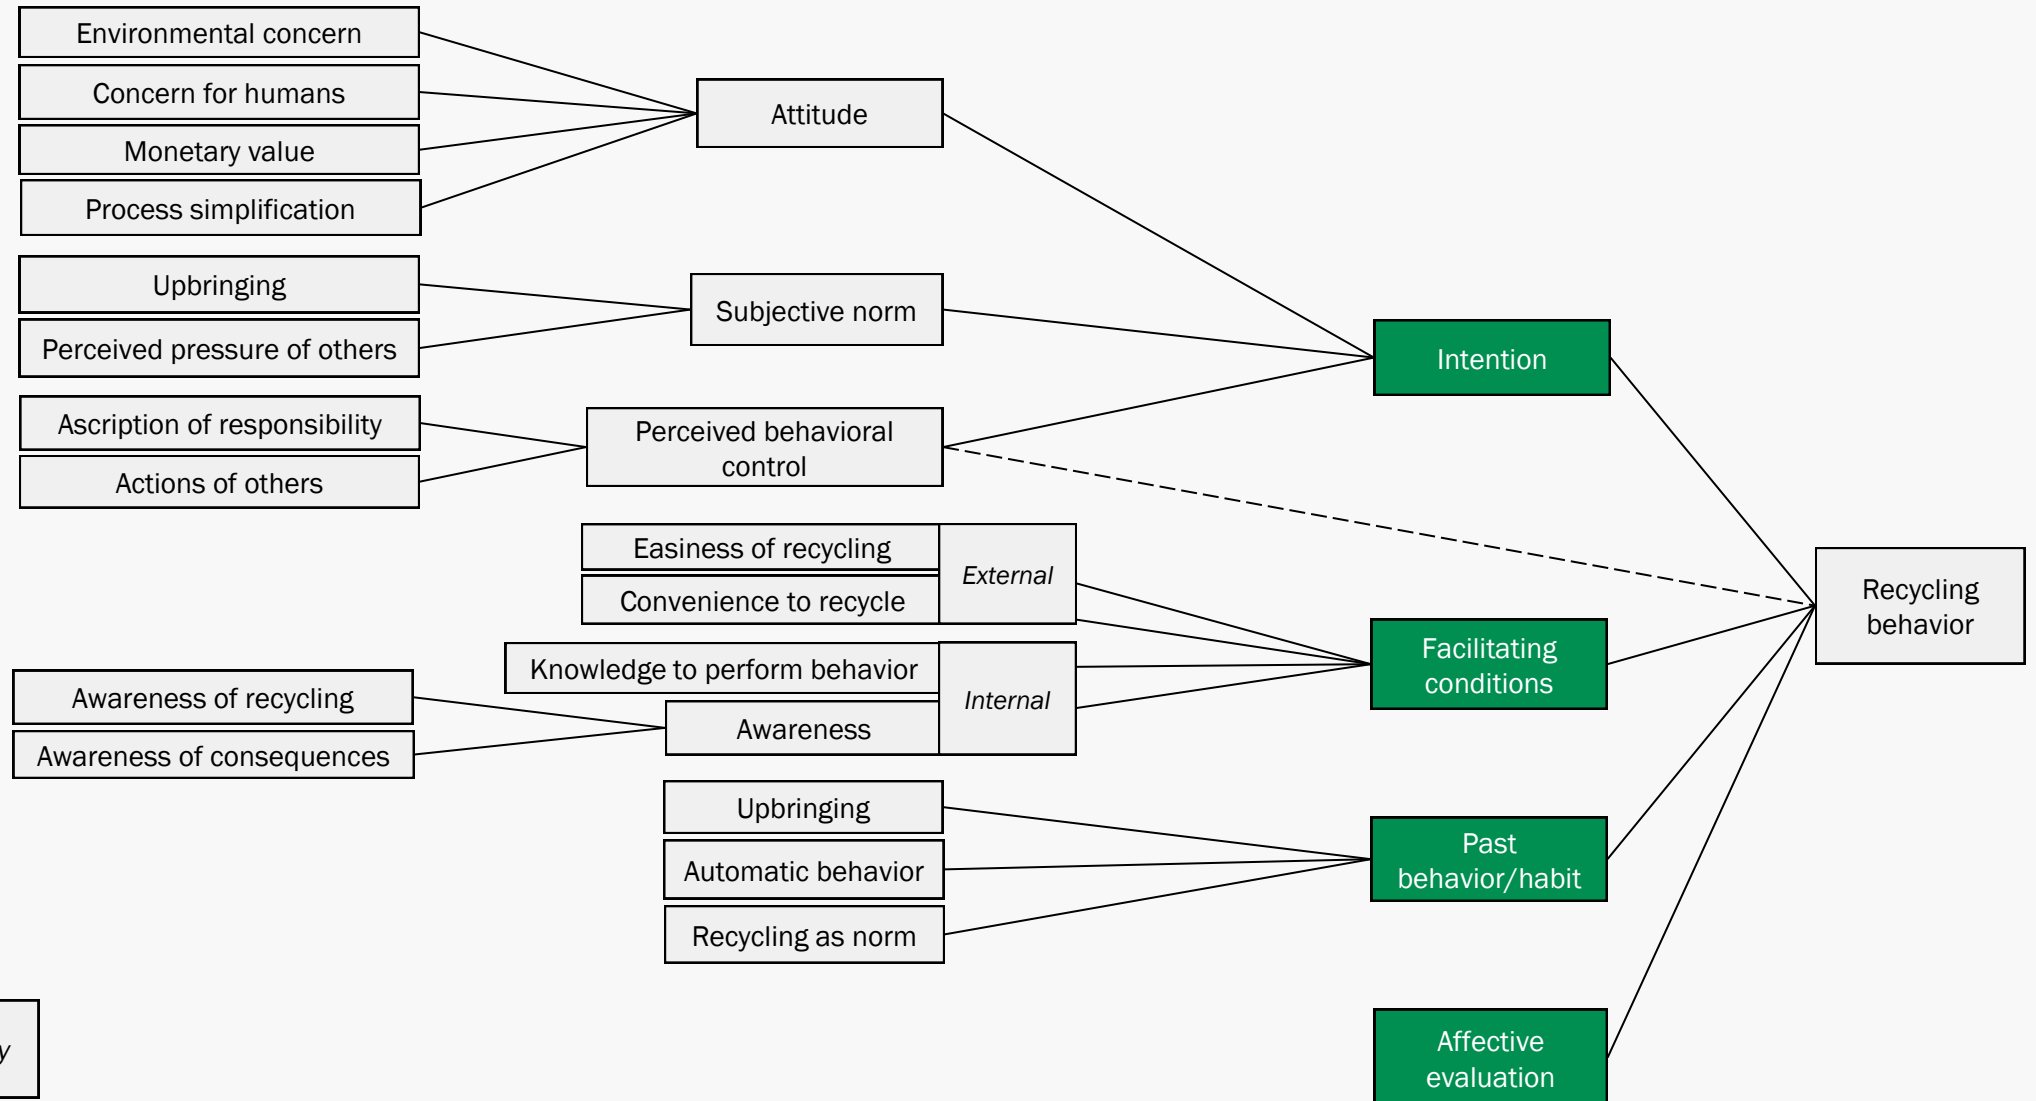 Environmental concern
Concern for humans
Monetary value
Process simplification
Attitude
Upbringing
Perceived pressure of others
Subjective norm
Ascription of responsibility
Actions of others
Perceived behavioral
control
Intention
Easiness of recycling
Convenience to recycle
External
Knowledge to perform behavior
Awareness
Internal
Awareness of recycling
Awareness of consequences
Facilitating
conditions
Recycling
behavior
Upbringing
Automatic behavior
Recycling as norm
Past
behavior/habit
Affective
evaluation